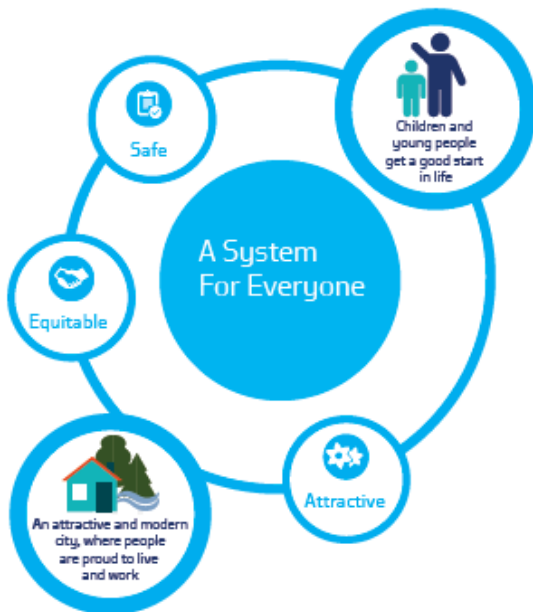 Safe
Children and
young people
get a good start
in life
A System
For Everyone
Equitable
Attractive
An attractive and modern
city, where people
are proud to live
and work